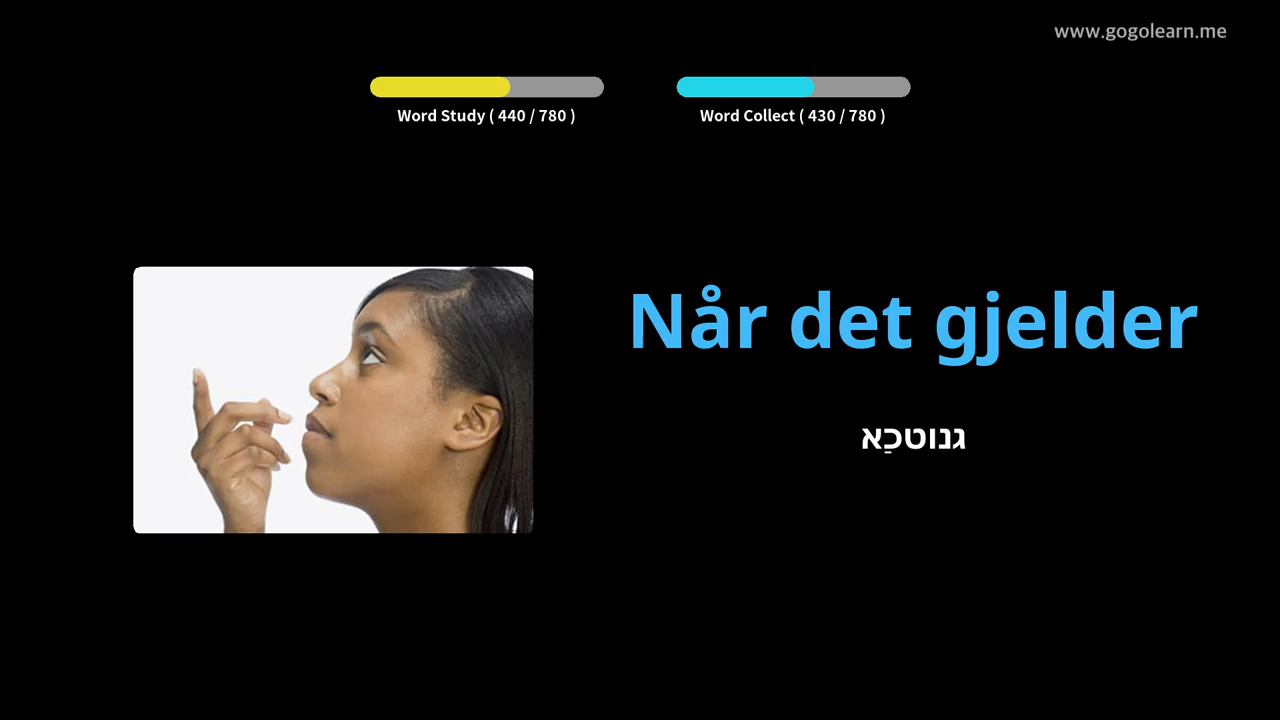 www.gogolearn.me
Word Study ( 440 / 780 )
Word Collect ( 430 / 780 )
Når det gjelder
גנוטכַא